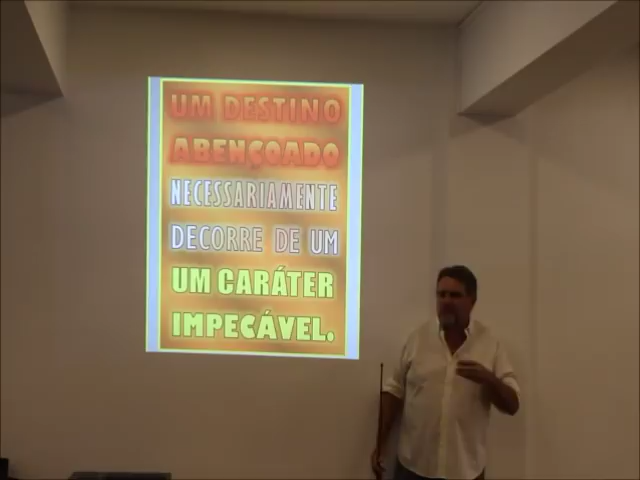 UM DESTINO
ABENÇOADO
NECESSARIAMENTE
DECORRE DE UM
UM CARÁTER
IMPECÁVEL.